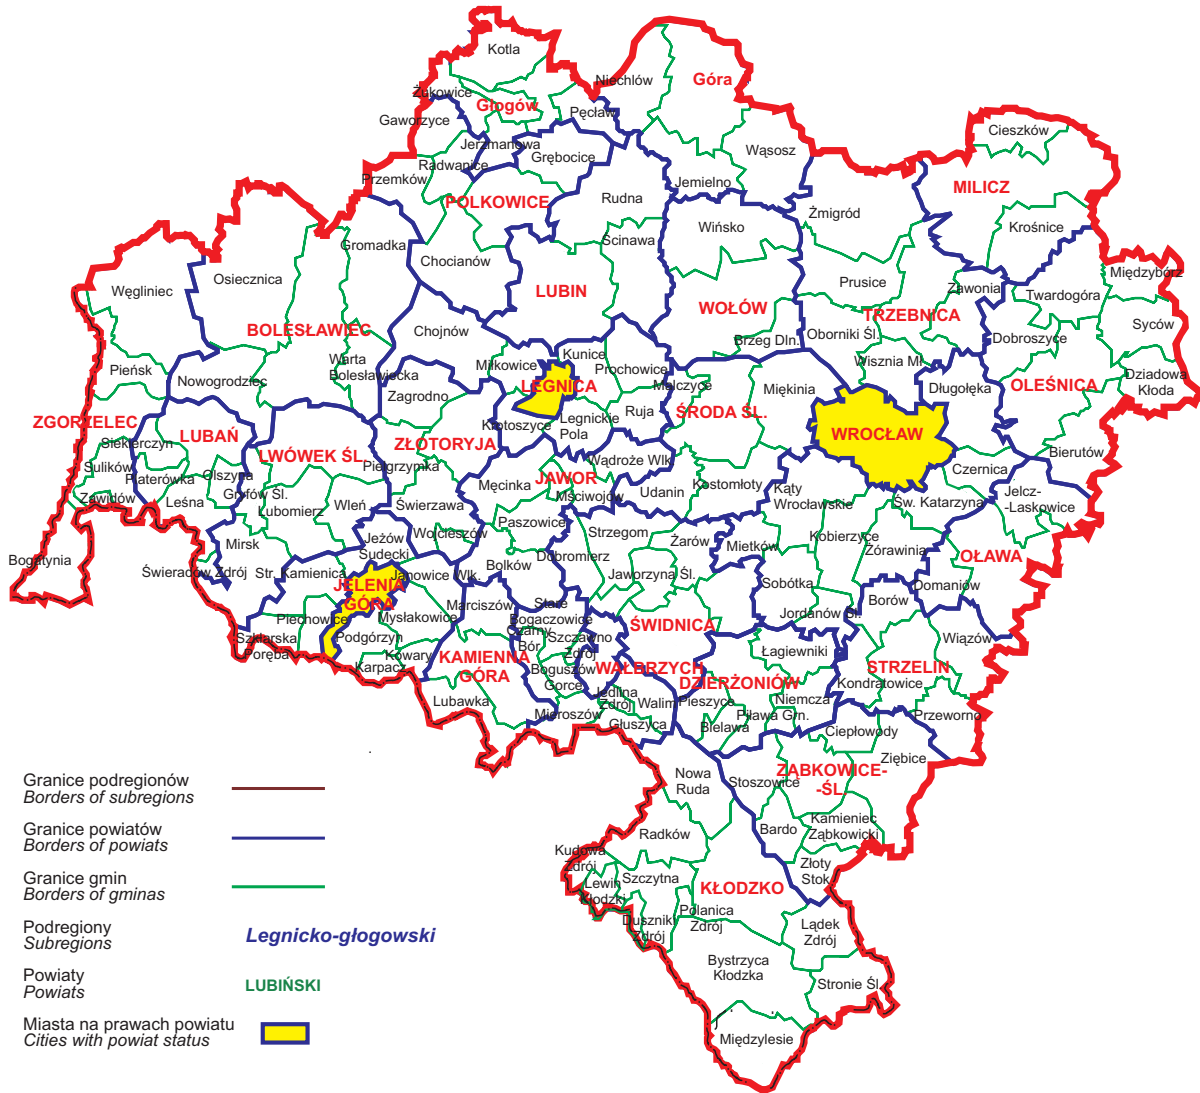 Kotla
Niechlów
Góra
Żukowice
Głogów
Pęcław
Gaworzyce
Cieszków
Jerzmanowa
Grębocice
Wąsosz
Radwanice
Przemków
Jemielno
MILICZ
POLKOWICE
Rudna
Żmigród
Wińsko
Krośnice
Gromadka
Ścinawa
Chocianów
Osiecznica
Międzybórz
Węgliniec
LUBIN
Prusice
Zawonia
Twardogóra
WOŁÓW
TRZEBNICA
Syców
BOLESŁAWIEC
Chojnów
Brzeg Dln.
Oborniki Śl.
Dobroszyce
Kunice
Wisznia Mł.
Pieńsk
Warta
Bolesławiecka
Miłkowice
Prochowice
Nowogrodziec
LEGNICA
Malczyce
Miękinia
Długołęka
OLEŚNICA
Dziadowa
Kłoda
Zagrodno
Ruja
ŚRODA ŚL.
ZGORZELEC
Krotoszyce
Legnickie
Pola
WROCŁAW
LUBAŃ
Siekierczyn
ZŁOTORYJA
Bierutów
LWÓWEK ŚL.
Sulików
Pielgrzymka
Wądroże Wlk.
Czernica
Platerówka
Olszyna
JAWOR
Męcinka
Kostomłoty
Kąty
Wrocławskie
Jelcz-
-Laskowice
Zawidów
Leśna
Gryfów Śl.
Mściwojów
Udanin
Św. Katarzyna
Lubomierz
Wleń
Świerzawa
Paszowice
Jeżów
Sudecki
Wojcieszów
Strzegom
Żarów
Mietków
Kobierzyce
Żórawinia
Mirsk
Dobromierz
OŁAWA
Bogatynia
Świeradów Zdrój
Str. Kamienica
Janowice Wlk.
Bolków
Jaworzyna Śl.
Sobótka
Domaniów
JELENIA
GÓRA
Marciszów
Stare
Bogaczowice
Borów
Piechowice
Mysłakowice
Jordanów Śl.
ŚWIDNICA
Szklarska
Poręba
Podgórzyn
Czarny
Bór
Szczawno
Zdrój
Wiązów
Kowary
KAMIENNA
GÓRA
Łagiewniki
Karpacz
WAŁBRZYCH
STRZELIN
Boguszów
Gorce
DZIERŻONIÓW
Kondratowice
Lubawka
Jedlina
Zdrój
Walim
Pieszyce
Niemcza
Mieroszów
Głuszyca
Bielawa
Piława Grn.
Przeworno
Ciepłowody
Ziębice
Nowa
Ruda
Stoszowice
ZĄBKOWICE-
-ŚL.
Granice podregionów
Borders of subregions
Kamieniec
Ząbkowicki
Granice powiatów
Borders of powiats
Radków
Bardo
Kudowa
Zdrój
Złoty
Stok
Granice gmin
Borders of gminas
Lewin
Kłodzki
Szczytna
KŁODZKO
Polanica
Zdrój
Duszniki
Zdrój
Lądek
Zdrój
Podregiony
Subregions
Legnicko-głogowski
Bystrzyca
Kłodzka
Powiaty
Powiats
LUBIŃSKI
Stronie Śl.
Miasta na prawach powiatu
Cities with powiat status
Międzylesie